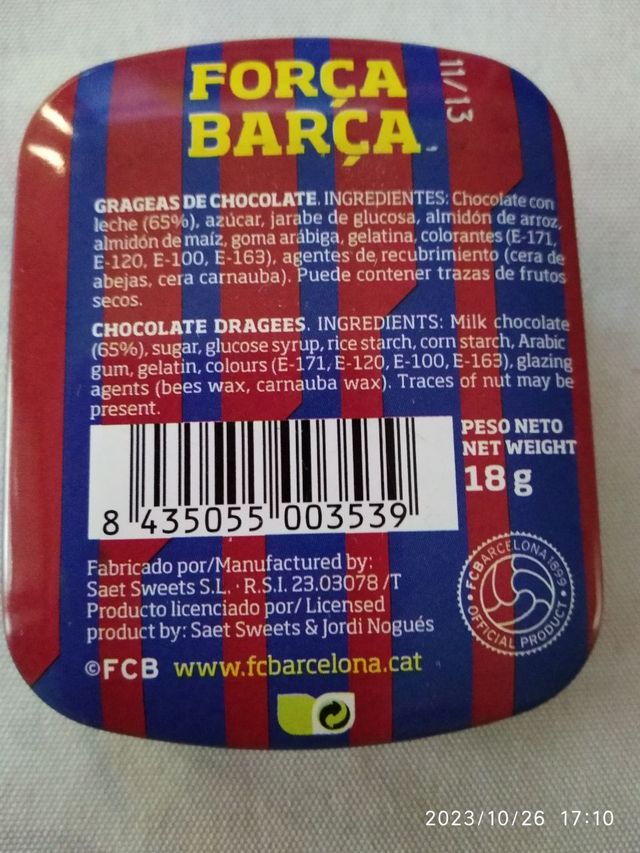 FORÇA
BARÇA
11/13
GRAGEAS DE CHOCOLATE. INGREDIENTES: Chocolate con
leche (65%), azúcar, jarabe de glucosa, almidón de arroz,
almidón de maíz, goma arábiga, gelatina, colorantes (E-171,
E-120, E-100, E-163), agentes de recubrimiento (cera de
abejas, cera carnauba). Puede contener trazas de frutos
secos.
CHOCOLATE DRAGEES. INGREDIENTS: Milk chocolate
(65%), sugar, glucose syrup, rice starch, corn starch, Arabic
gum, gelatin, colours (E-171, E-120, E-100, E-163), glazing
agents (bees wax, carnauba wax). Traces of nut may be
present.
PESO NETO
NET WEIGHT
18 g
8 435055 003539
Fabricado por/Manufactured by:
Saet Sweets S.L. · R.S.I. 23.03078 /T
Producto licenciado por/ Licensed
product by: Saet Sweets & Jordi Nogués
FCBARCELONA 1899
OFFICIAL PRODUCT
©FCB www.fcbarcelona.cat
2023/10/26 17:10